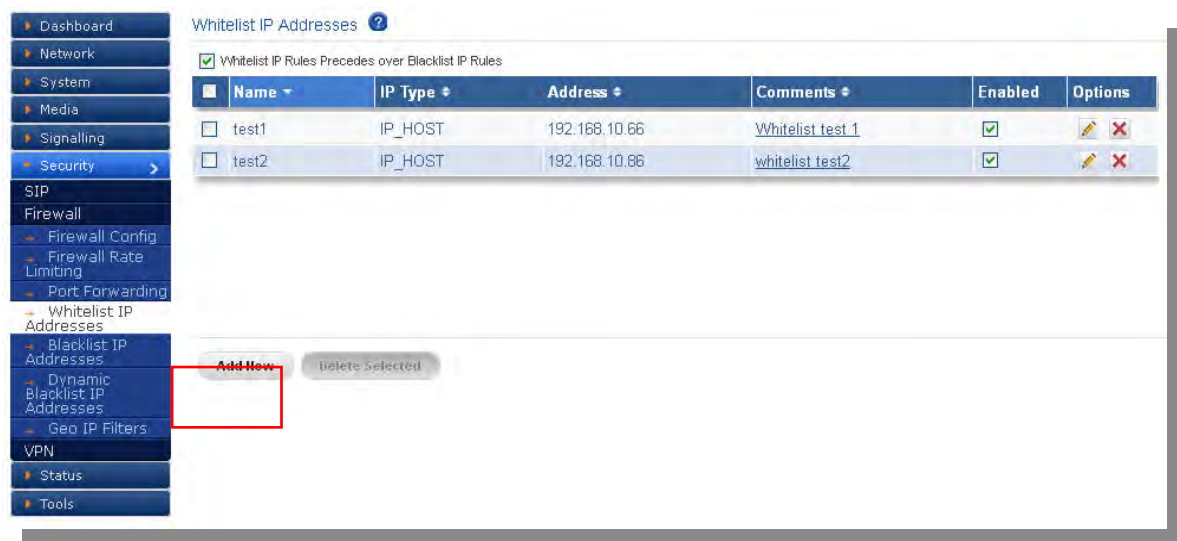 Dashboard
Network
System
Media
Signalling
Security
SIP
Firewall
Firewall Config
Firewall Rate
Limiting
Port Forwarding
Whitelist IP
Addresses
Blacklist IP
Addresses
Dynamic
Blacklist IP
Addresses
Geo IP Filters
VPN
Status
Tools
Whitelist IP Addresses ?
Whitelist IP Rules Precedes over Blacklist IP Rules
Name IP Type Address Comments Enabled Options
test1 IP_HOST 192.168.10.66 Whitelist test 1
test2 IP_HOST 192.168.10.86 whitelist test2
Add New Delete Selected